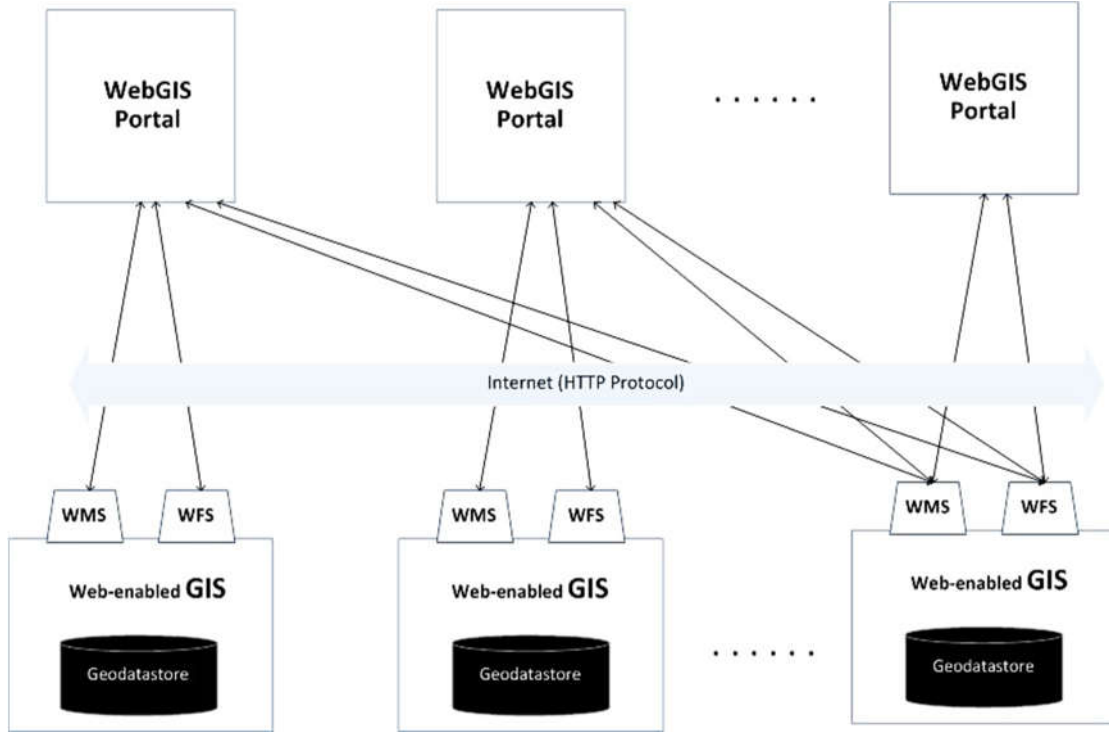 WebGIS
Portal
WebGIS
Portal
. . . . . .
WebGIS
Portal
Internet (HTTP Protocol)
WMS
WFS
WMS
WFS
WMS
WFS
Web-enabled GIS
Web-enabled GIS
Web-enabled GIS
Geodatastore
Geodatastore
. . . . . .
Geodatastore